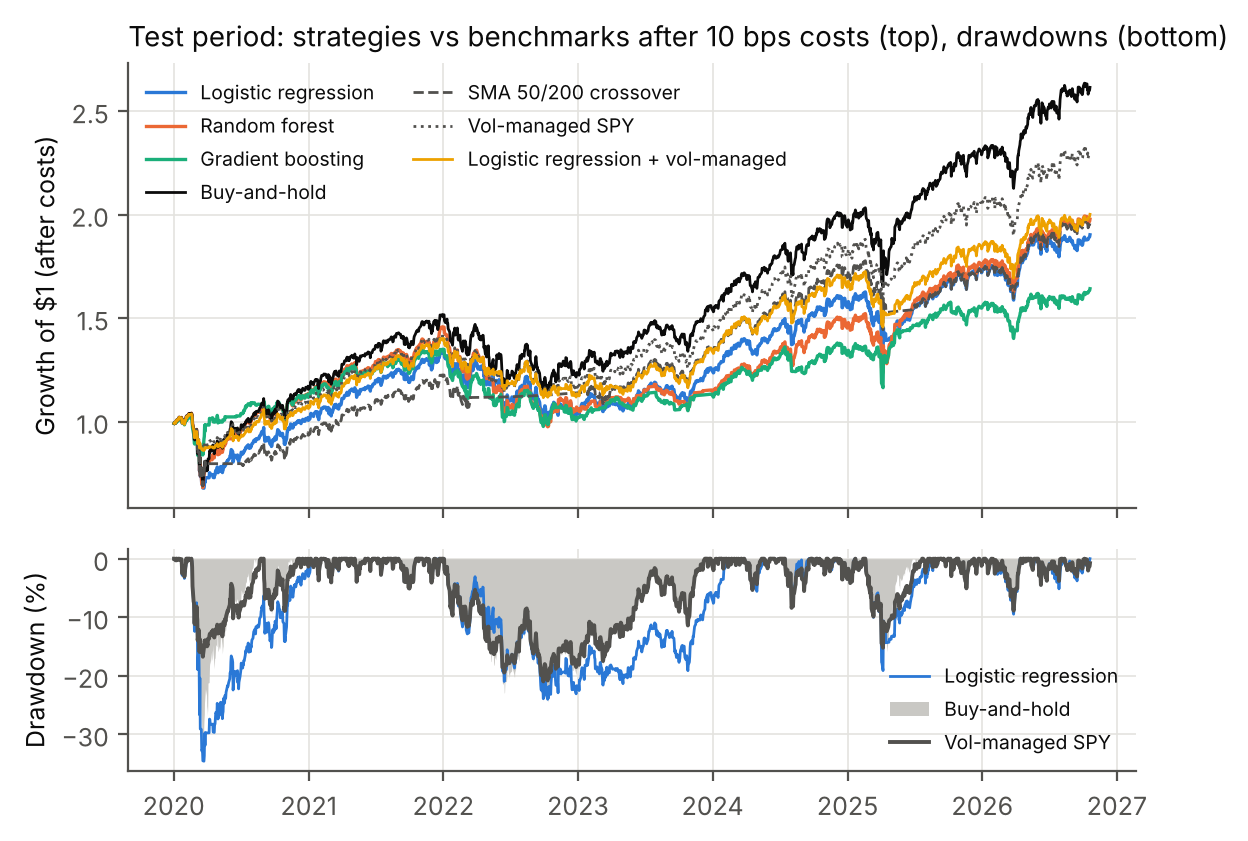 Test period: strategies vs benchmarks after 10 bps costs (top), drawdowns (bottom)
Growth of $1 (after costs)
2.5
2.0
1.5
1.0
Logistic regression
Random forest
Gradient boosting
Buy-and-hold
SMA 50/200 crossover
Vol-managed SPY
Logistic regression + vol-managed
Drawdown (%)
0
−10
−20
−30
Logistic regression
Buy-and-hold
Vol-managed SPY
2020 2021 2022 2023 2024 2025 2026 2027